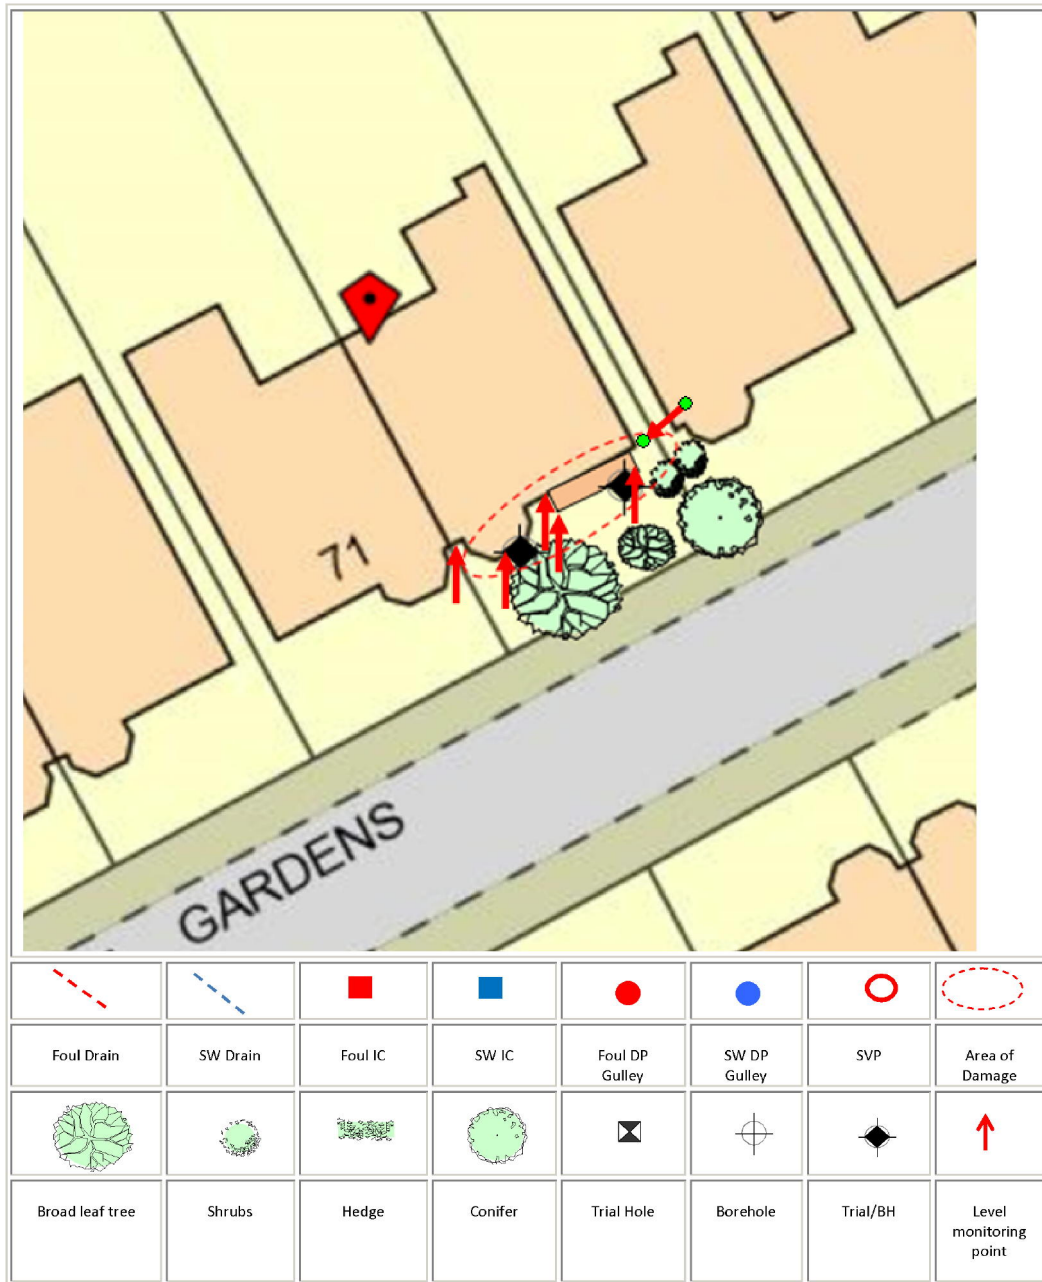 71
GARDENS
Foul Drain
SW Drain
Foul IC
SW IC
Foul DP
Gulley
SW DP
Gulley
SVP
Area of
Damage
Broad leaf tree
Shrubs
Hedge
Conifer
Trial Hole
Borehole
Trial/BH
Level
monitoring
point